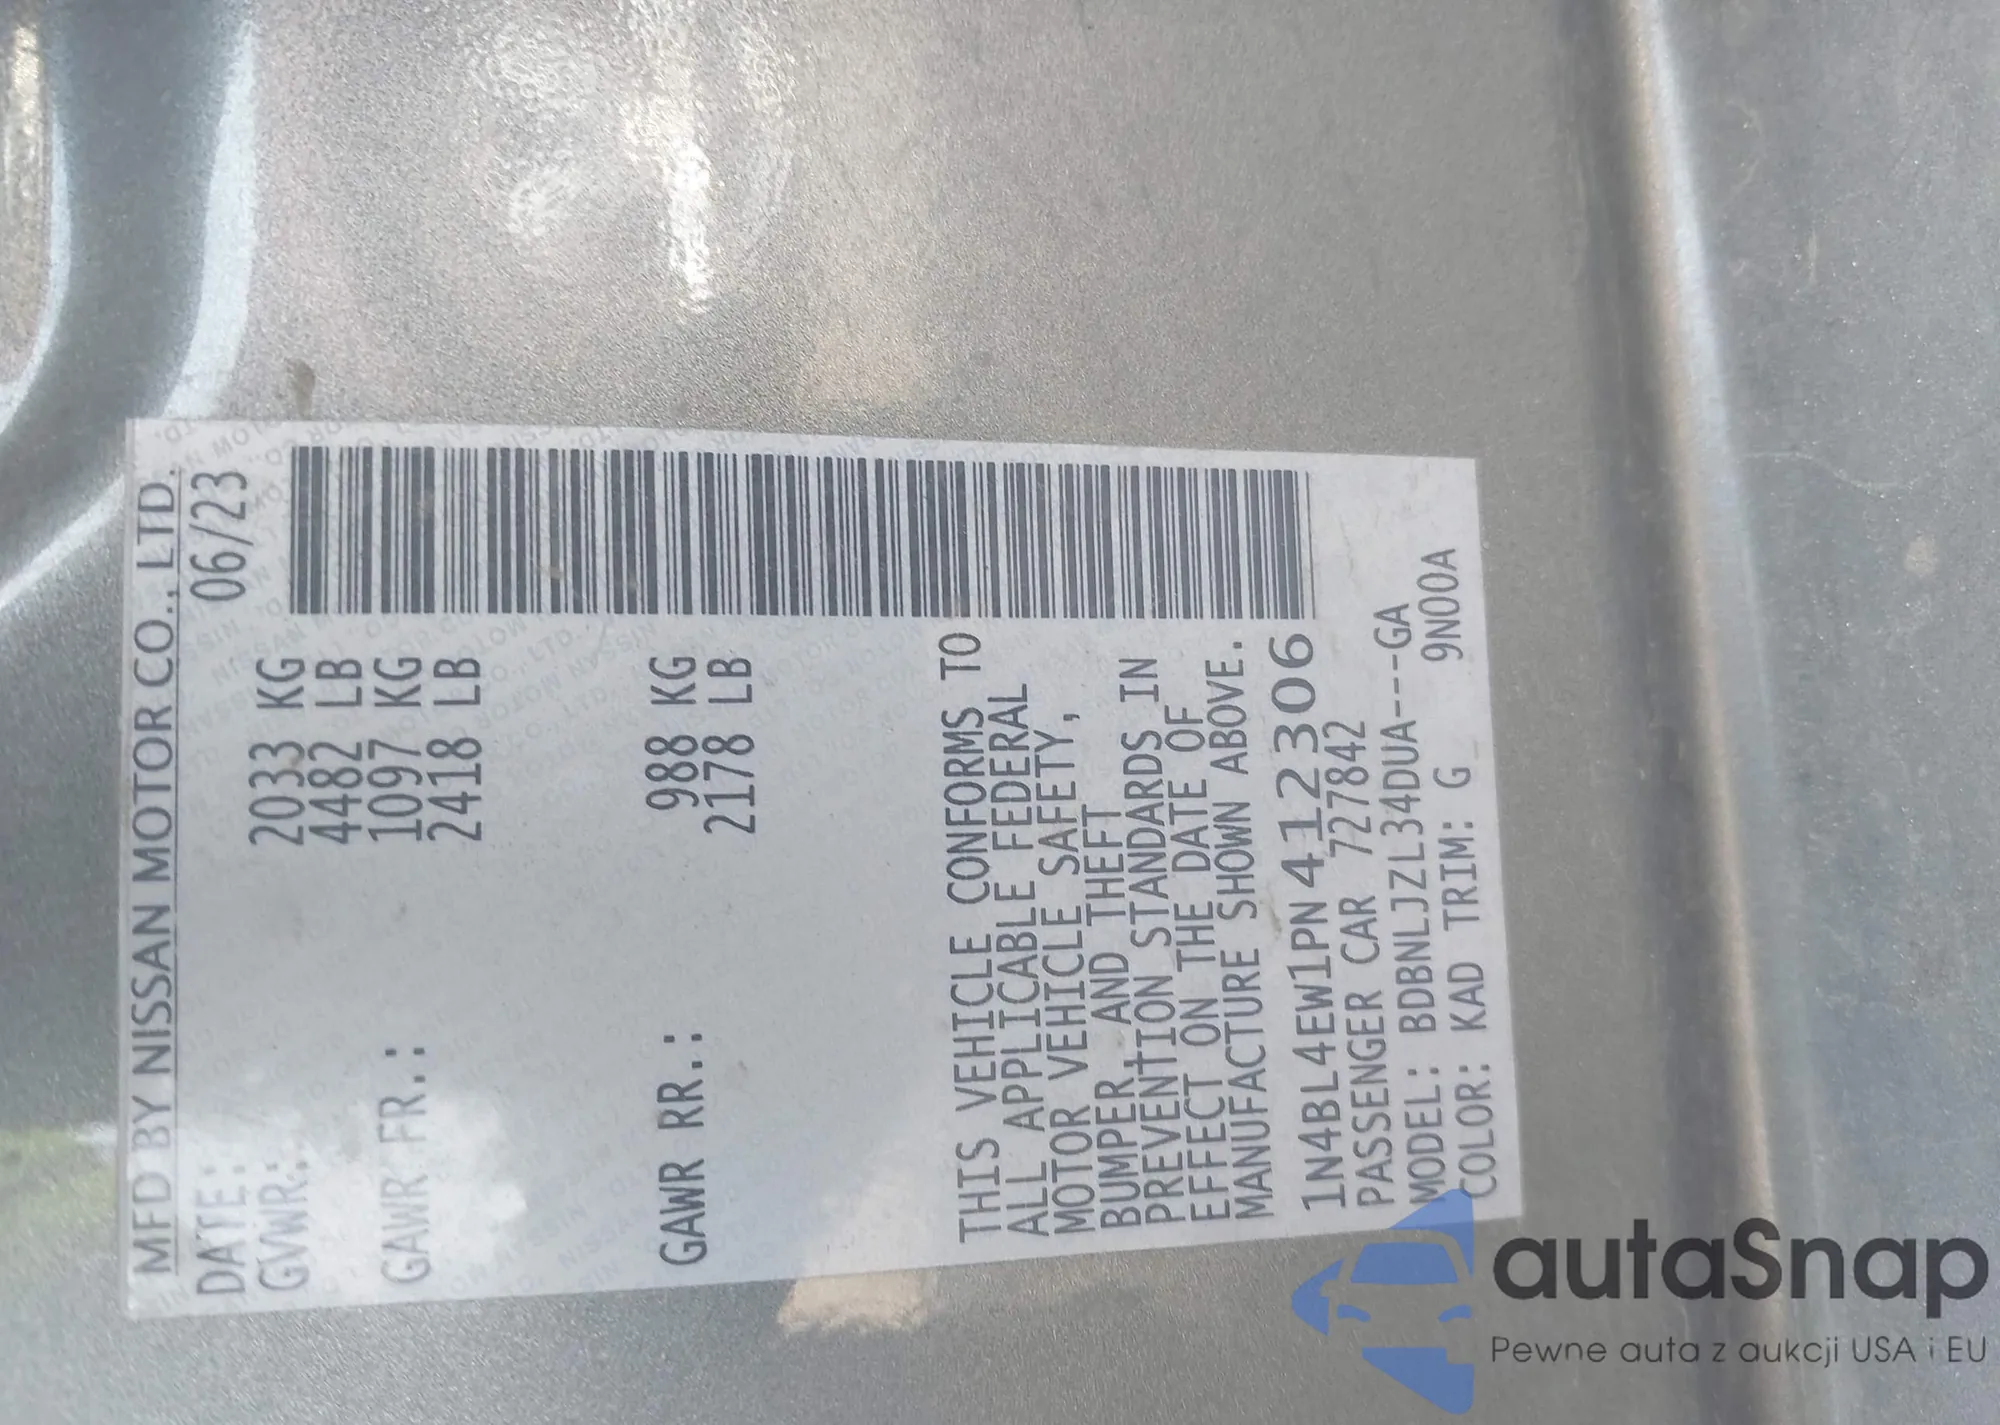 MFD BY NISSAN MOTOR CO., LTD.
DATE: 06/23
GVWR: 2033 KG
4482 LB
GAWR FR.: 1097 KG
2418 LB
GAWR RR.: 988 KG
2178 LB
THIS VEHICLE CONFORMS TO
ALL APPLICABLE FEDERAL
MOTOR VEHICLE SAFETY,
BUMPER, AND THEFT
PREVENTION STANDARDS IN
EFFECT ON THE DATE OF
MANUFACTURE SHOWN ABOVE.
1N4BL4EW1PN412306
PASSENGER CAR 727842
MODEL: BDBNLJZL34DUA---GA
COLOR: KAD TRIM: G 9N00A
autaSnap
Pewne auta z aukcji USA i EU